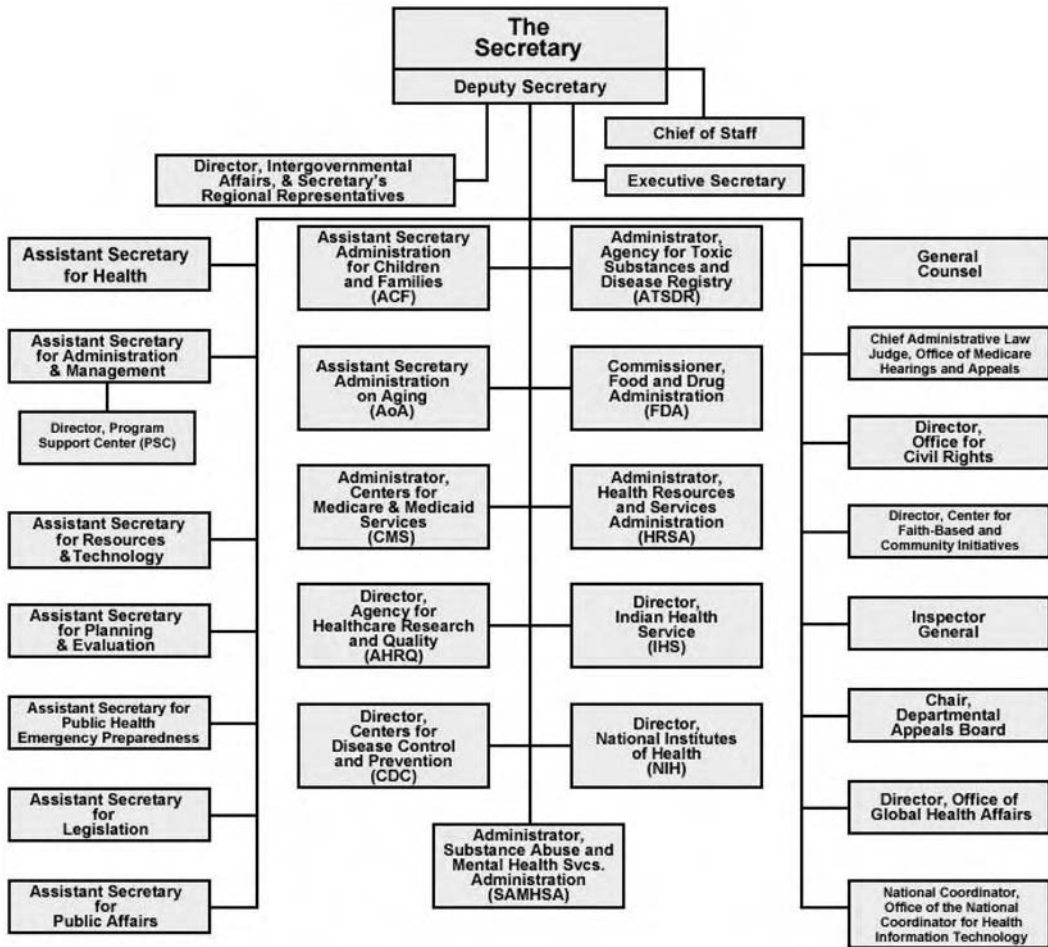 The
Secretary
Deputy Secretary
Chief of Staff
Director, Intergovernmental
Affairs, & Secretary's
Regional Representatives
Executive Secretary
Assistant Secretary
for Health
Assistant Secretary
for Administration
& Management
Director, Program
Support Center (PSC)
Assistant Secretary
for Resources
&Technology
Assistant Secretary
for Planning
& Evaluation
Assistant Secretary for
Public Health
Emergency Preparedness
Assistant Secretary
for
Legislation
Assistant Secretary
for
Public Affairs
Assistant Secretary
Administration
for Children
and Families
(ACF)
Assistant Secretary
Administration
on Aging
(AoA)
Administrator,
Centers for
Medicare & Medicaid
Services
(CMS)
Director,
Agency for
Healthcare Research
and Quality
(AHRQ)
Director,
Centers for
Disease Control
and Prevention
(CDC)
Administrator,
Agency for Toxic
Substances and
Disease Registry
(ATSDR)
Commissioner,
Food and Drug
Administration
(FDA)
Administrator,
Health Resources
and Services
Administration
(HRSA)
Director,
Indian Health
Service
(IHS)
Director,
National Institutes
of Health
(NIH)
Administrator,
Substance Abuse and
Mental Health Svcs.
Administration
(SAMHSA)
General
Counsel
Chief Administrative Law
Judge, Office of Medicare
Hearings and Appeals
Director,
Office for
Civil Rights
Director, Center for
Faith-Based and
Community Initiatives
Inspector
General
Chair,
Departmental
Appeals Board
Director, Office of
Global Health Affairs
National Coordinator,
Office of the National
Coordinator for Health
Information Technology